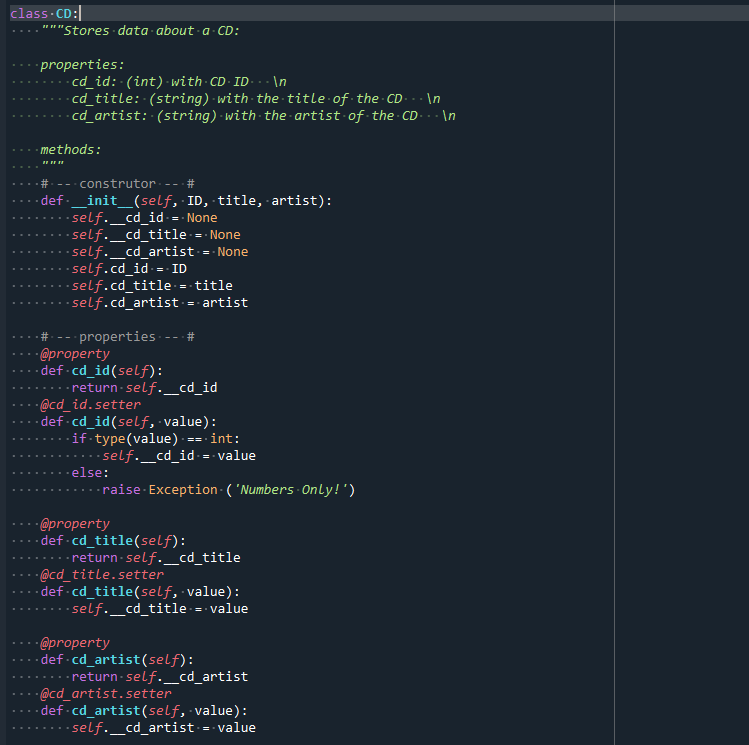 class CD:
    """Stores data about a CD:

    properties:
        cd_id: (int) with CD ID   \n
        cd_title: (string) with the title of the CD   \n
        cd_artist: (string) with the artist of the CD   \n

    methods:
    """
    # -- construtor -- #
    def __init__(self, ID, title, artist):
        self.__cd_id = None
        self.__cd_title = None
        self.__cd_artist = None
        self.cd_id = ID
        self.cd_title = title
        self.cd_artist = artist

    # -- properties -- #
    @property
    def cd_id(self):
        return self.__cd_id
    @cd_id.setter
    def cd_id(self, value):
        if type(value) == int:
            self.__cd_id = value
        else:
            raise Exception ('Numbers Only!')

    @property
    def cd_title(self):
        return self.__cd_title
    @cd_title.setter
    def cd_title(self, value):
        self.__cd_title = value

    @property
    def cd_artist(self):
        return self.__cd_artist
    @cd_artist.setter
    def cd_artist(self, value):
        self.__cd_artist = value